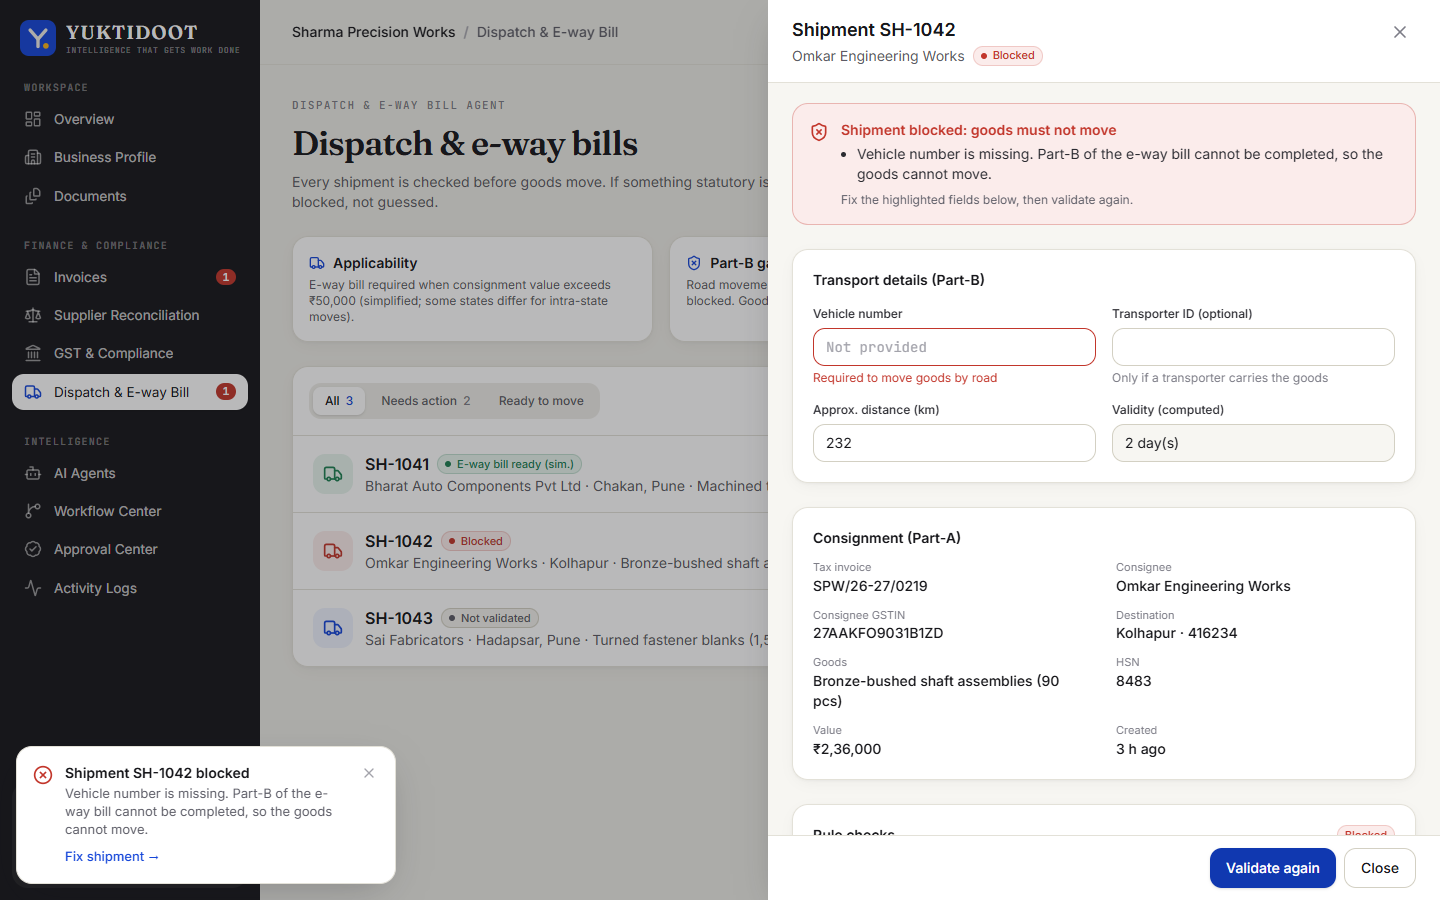 YUKTIDOOT
INTELLIGENCE THAT GETS WORK DONE
WORKSPACE
Overview
Business Profile
Documents
FINANCE & COMPLIANCE
Invoices 1
Supplier Reconciliation
GST & Compliance
Dispatch & E-way Bill 1
INTELLIGENCE
AI Agents
Workflow Center
Approval Center
Activity Logs
Sharma Precision Works / Dispatch & E-way Bill
DISPATCH & E-WAY BILL AGENT
Dispatch & e-way bills
Every shipment is checked before goods move. If something statutory is
blocked, not guessed.
Applicability
E-way bill required when consignment value exceeds
₹50,000 (simplified; some states differ for intra-state
moves).
Part-B ga
Road moveme
blocked. Good
All 3 Needs action 2 Ready to move
SH-1041 E-way bill ready (sim.)
Bharat Auto Components Pvt Ltd · Chakan, Pune · Machined
SH-1042 Blocked
Omkar Engineering Works · Kolhapur · Bronze-bushed shaft a
SH-1043 Not validated
Sai Fabricators · Hadapsar, Pune · Turned fastener blanks (1,5
Shipment SH-1042 blocked
Vehicle number is missing. Part-B of the e-
way bill cannot be completed, so the goods
cannot move.
Fix shipment →
Shipment SH-1042
Omkar Engineering Works Blocked
Shipment blocked: goods must not move
• Vehicle number is missing. Part-B of the e-way bill cannot be completed, so the
goods cannot move.
Fix the highlighted fields below, then validate again.
Transport details (Part-B)
Vehicle number Transporter ID (optional)
Not provided
Required to move goods by road Only if a transporter carries the goods
Approx. distance (km) Validity (computed)
232 2 day(s)
Consignment (Part-A)
Tax invoice Consignee
SPW/26-27/0219 Omkar Engineering Works
Consignee GSTIN Destination
27AAKFO9031B1ZD Kolhapur · 416234
Goods HSN
Bronze-bushed shaft assemblies (90 8483
pcs)
Value Created
₹2,36,000 3 h ago
Rule checks Blocked
Validate again Close